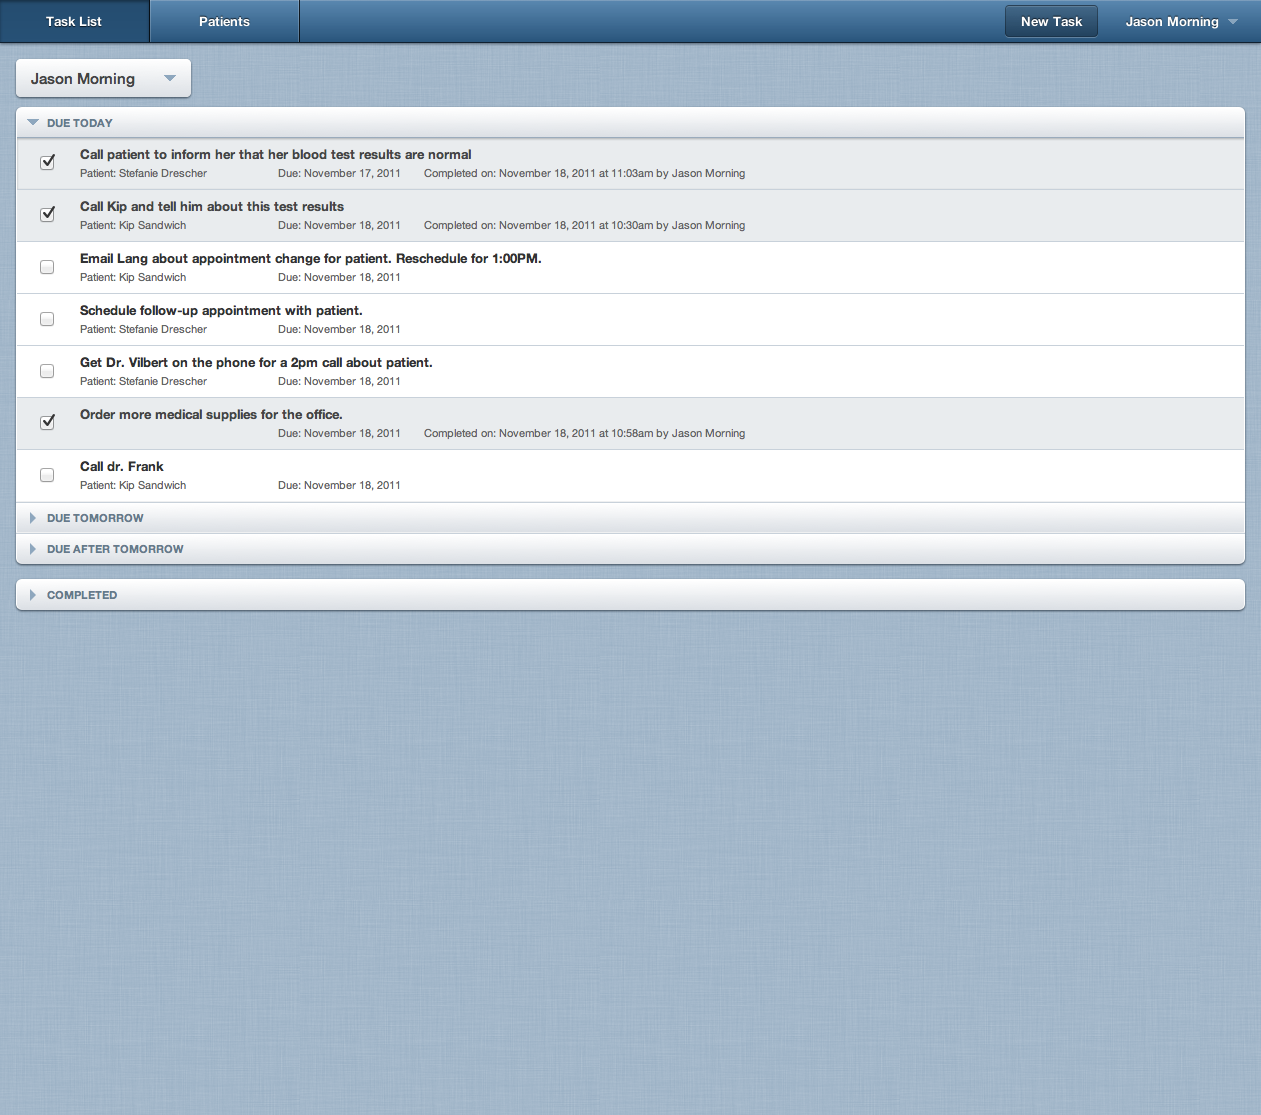 Task List
Patients
New Task
Jason Morning
Jason Morning
DUE TODAY
Call patient to inform her that her blood test results are normal
Patient: Stefanie Drescher Due: November 17, 2011 Completed on: November 18, 2011 at 11:03am by Jason Morning
Call Kip and tell him about this test results
Patient: Kip Sandwich Due: November 18, 2011 Completed on: November 18, 2011 at 10:30am by Jason Morning
Email Lang about appointment change for patient. Reschedule for 1:00PM.
Patient: Kip Sandwich Due: November 18, 2011
Schedule follow-up appointment with patient.
Patient: Stefanie Drescher Due: November 18, 2011
Get Dr. Vilbert on the phone for a 2pm call about patient.
Patient: Stefanie Drescher Due: November 18, 2011
Order more medical supplies for the office.
Due: November 18, 2011 Completed on: November 18, 2011 at 10:58am by Jason Morning
Call dr. Frank
Patient: Kip Sandwich Due: November 18, 2011
DUE TOMORROW
DUE AFTER TOMORROW
COMPLETED